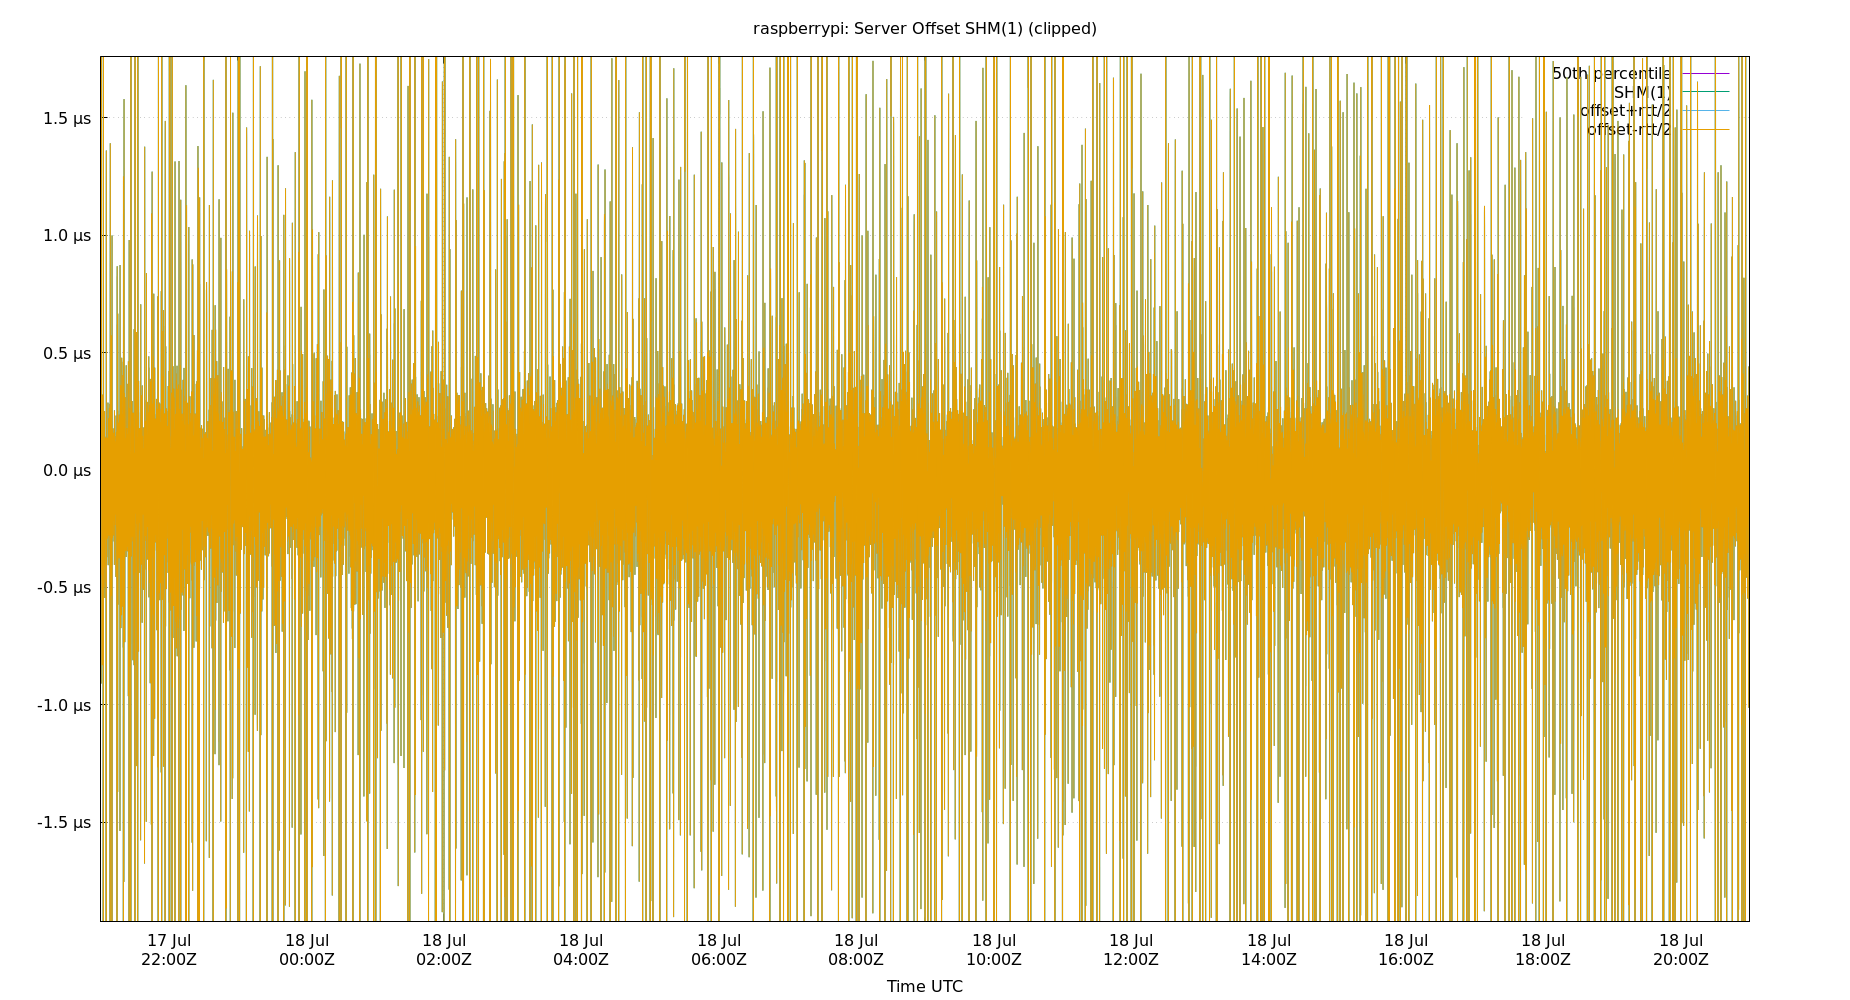 raspberrypi: Server Offset SHM(1) (clipped)
50th percentile
SHM(1)
offset+rtt/2
offset-rtt/2
1.5 µs
1.0 µs
0.5 µs
0.0 µs
-0.5 µs
-1.0 µs
-1.5 µs
17 Jul 18 Jul 18 Jul 18 Jul 18 Jul 18 Jul 18 Jul 18 Jul 18 Jul 18 Jul 18 Jul 18 Jul
22:00Z 00:00Z 02:00Z 04:00Z 06:00Z 08:00Z 10:00Z 12:00Z 14:00Z 16:00Z 18:00Z 20:00Z
Time UTC